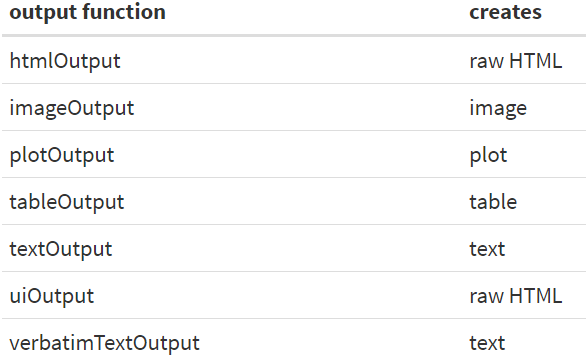 output function creates
htmlOutput raw HTML
imageOutput image
plotOutput plot
tableOutput table
textOutput text
uiOutput raw HTML
verbatimTextOutput text